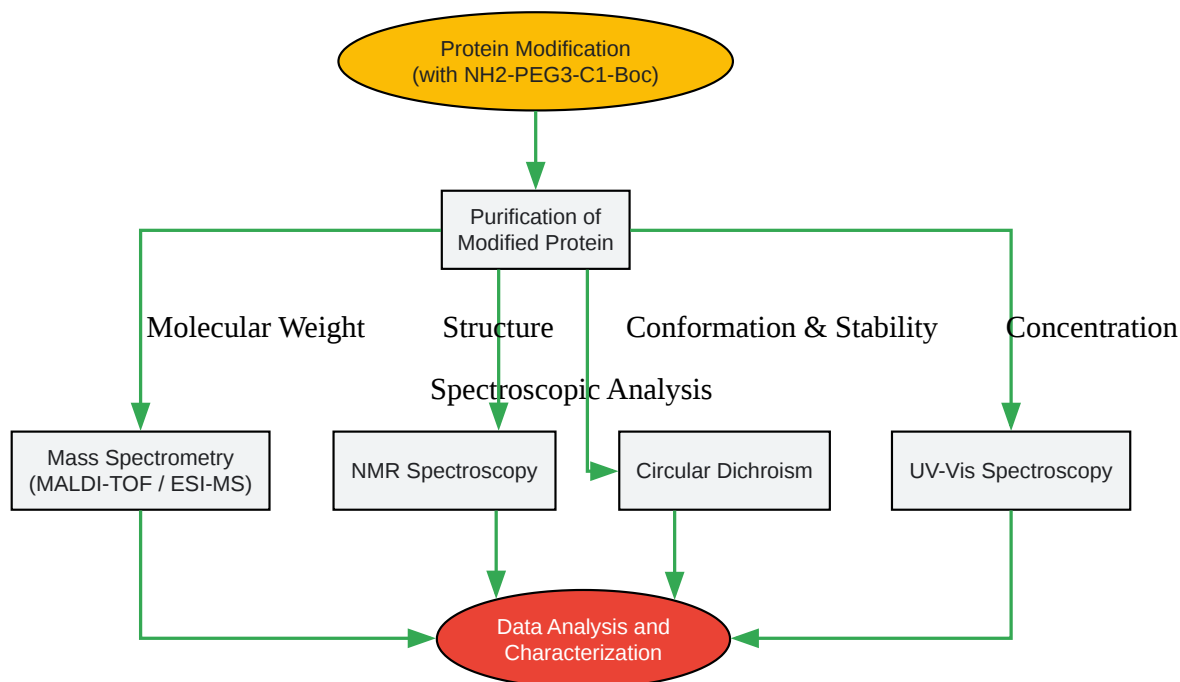 Protein Modification
(with NH2-PEG3-C1-Boc)
Purification of
Modified Protein
Molecular Weight
Structure
Conformation & Stability
Concentration
Spectroscopic Analysis
Mass Spectrometry
(MALDI-TOF / ESI-MS)
NMR Spectroscopy
Circular Dichroism
UV-Vis Spectroscopy
Data Analysis and
Characterization